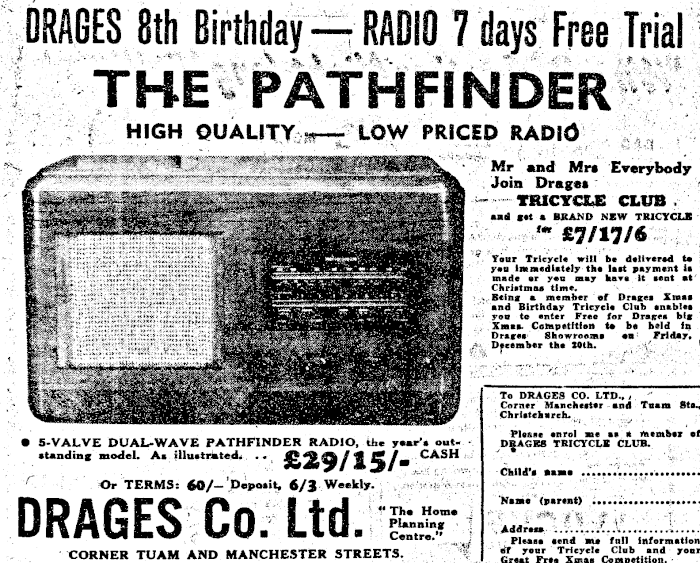 DRAGES 8th Birthday — RADIO 7 days Free Trial
THE PATHFINDER
HIGH QUALITY — LOW PRICED RADIO
Mr and Mrs Everybody
Join Drages
TRICYCLE CLUB
and get a BRAND NEW TRICYCLE
for £7/17/6
Your Tricycle will be delivered to
you immediately the last payment is
made or you may have it sent at
Christmas time.
Being a member of Drages Xmas
and Birthday Tricycle Club enables
you to enter Free for Drages big
Xmas Competition to be held in
Drages Showrooms on Friday,
December the 20th.
• 5-VALVE DUAL-WAVE PATHFINDER RADIO, the year's out-
standing model. As illustrated. .. £29/15/- CASH
Or TERMS: 60/- Deposit, 6/3 Weekly.
DRAGES Co. Ltd.
"The Home
Planning
Centre."
CORNER TUAM AND MANCHESTER STREETS.
To DRAGES CO. LTD.,
Corner Manchester and Tuam Sts.,
Christchurch.
Please enrol me as a member of
DRAGES TRICYCLE CLUB.
Child's name ....................
Name (parent) ..................
Address ........................
Please send me full information
of your Tricycle Club and your
Great Free Xmas Competition.